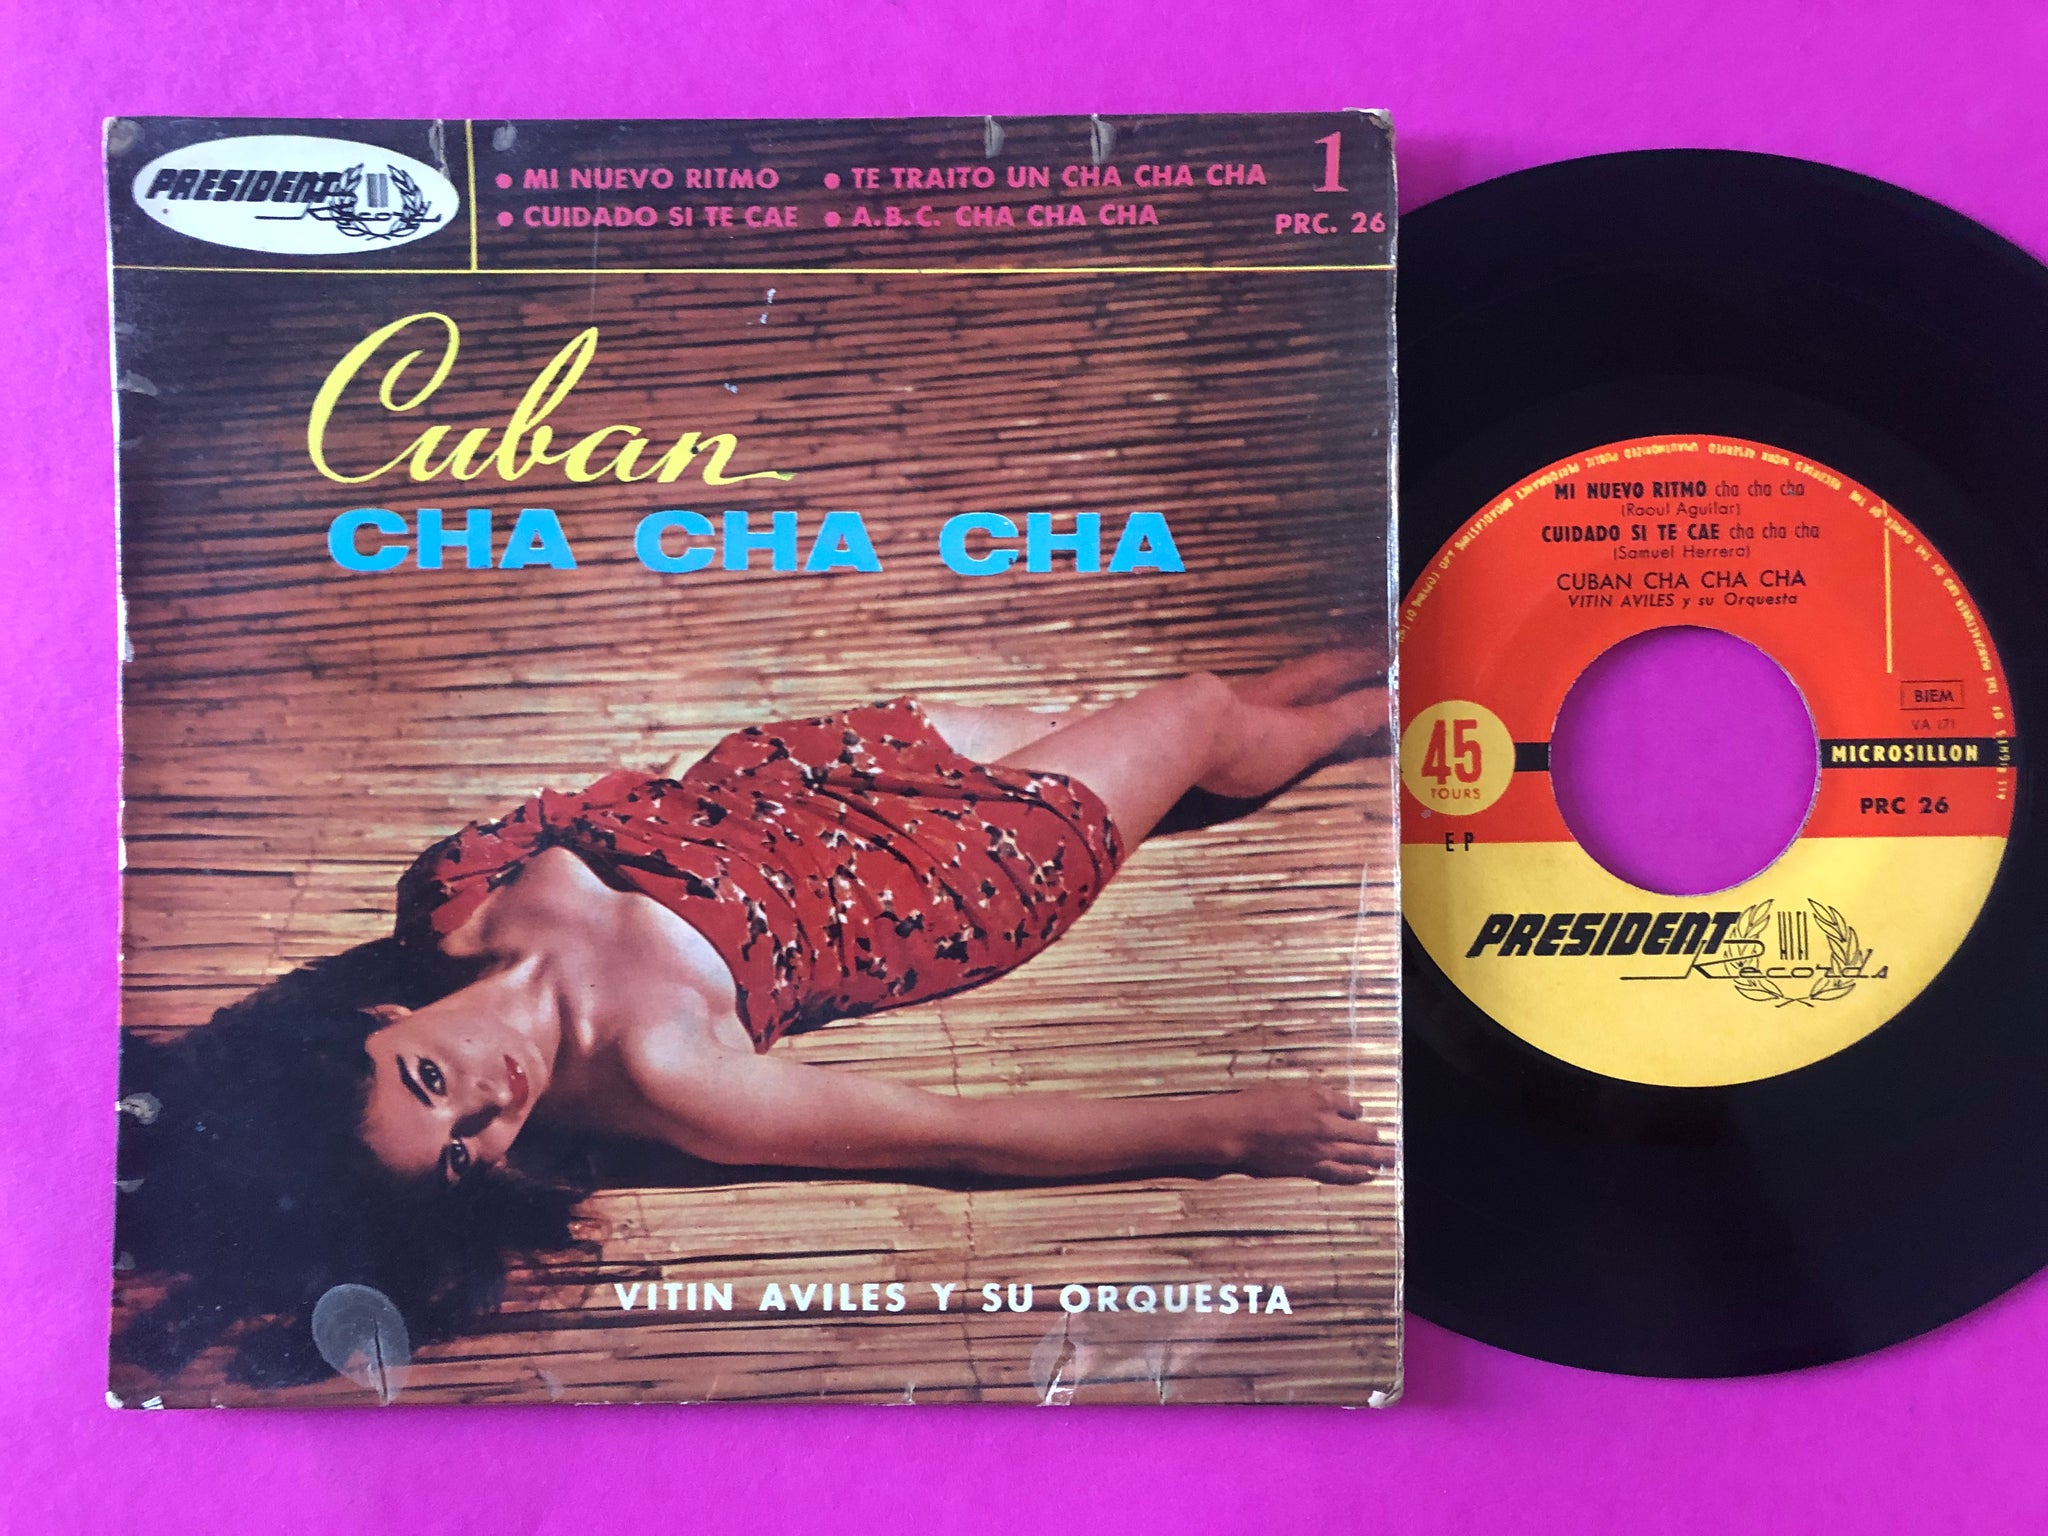 PRESIDENT Records
• MI NUEVO RITMO • TE TRAITO UN CHA CHA CHA
• CUIDADO SI TE CAE • A.B.C. CHA CHA CHA
1
PRC. 26
Cuban
CHA CHA CHA
VITIN AVILES Y SU ORQUESTA
MI NUEVO RITMO cha cha cha
(Raoul Aguilar)
CUIDADO SI TE CAE cha cha cha
(Samuel Herrera)
CUBAN CHA CHA CHA
VITIN AVILES y su Orquesta
BIEM
VA 171
45
TOURS
MICROSILLON
PRC 26
E P
PRESIDENT HIFI
Records